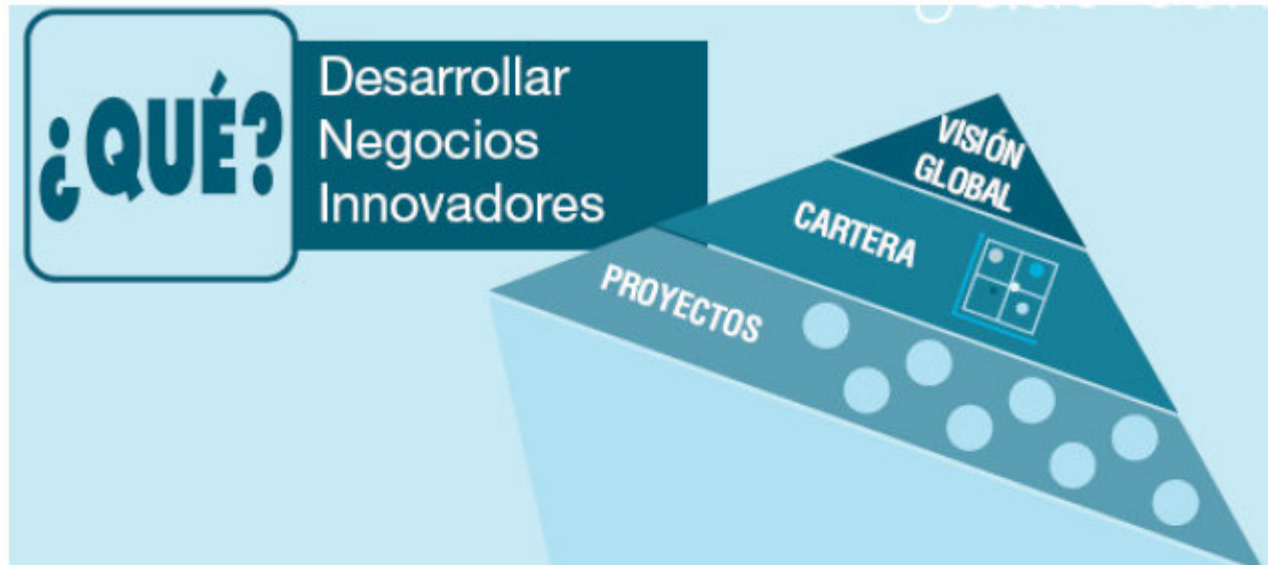 ¿QUÉ?
Desarrollar
Negocios
Innovadores
VISIÓN
GLOBAL
CARTERA
PROYECTOS